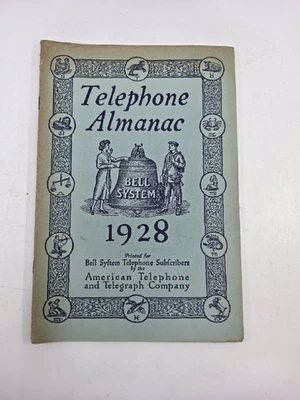 Telephone
Almanac
BELL
SYSTEM
1928
Printed for
Bell System Telephone Subscribers
by the
American Telephone
and Telegraph Company